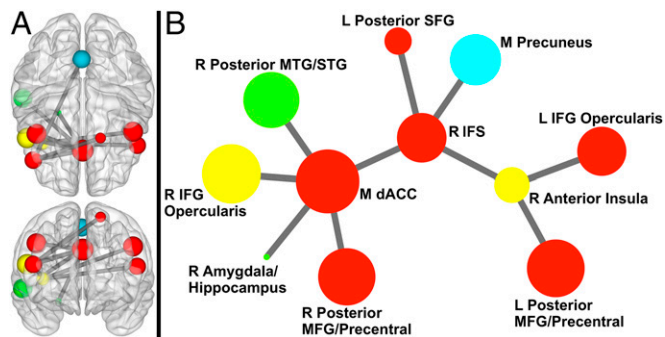 A
B
L Posterior SFG
M Precuneus
R Posterior MTG/STG
L IFG Opercularis
R IFS
R IFG
Opercularis
M dACC
R Anterior Insula
R Amygdala/
Hippocampus
R Posterior
MFG/Precentral
L Posterior
MFG/Precentral